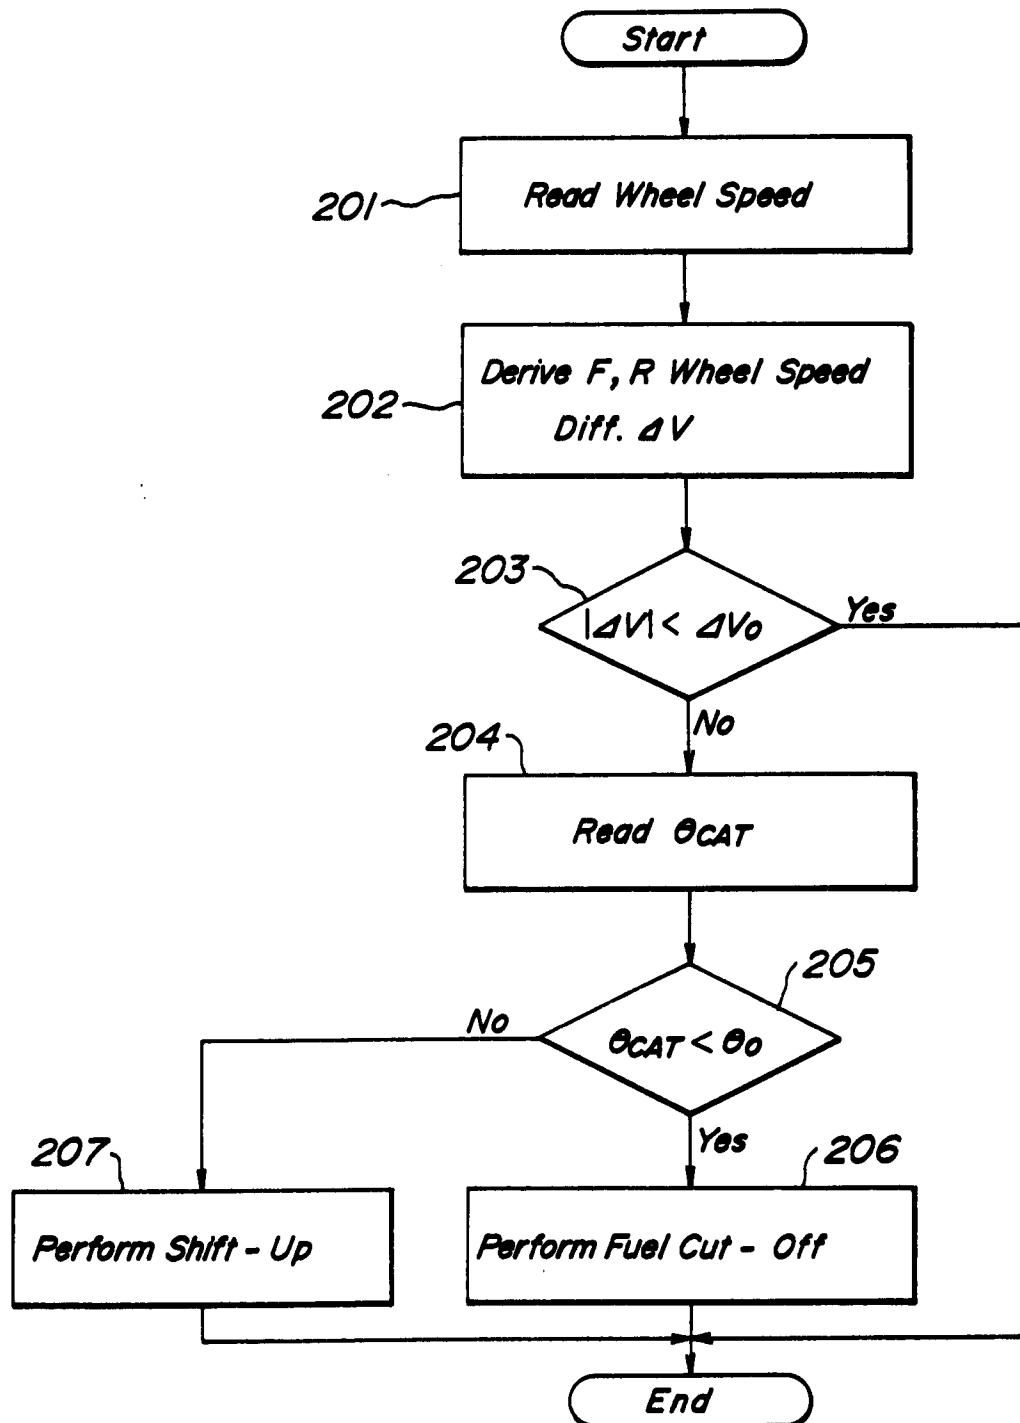 Start
201
Read Wheel Speed
202
Derive F, R Wheel Speed
Diff. ΔV
203
|ΔV| < ΔVo
Yes
No
204
Read θCAT
205
θCAT < θo
No
Yes
207
206
Perform Shift - Up
Perform Fuel Cut - Off
End